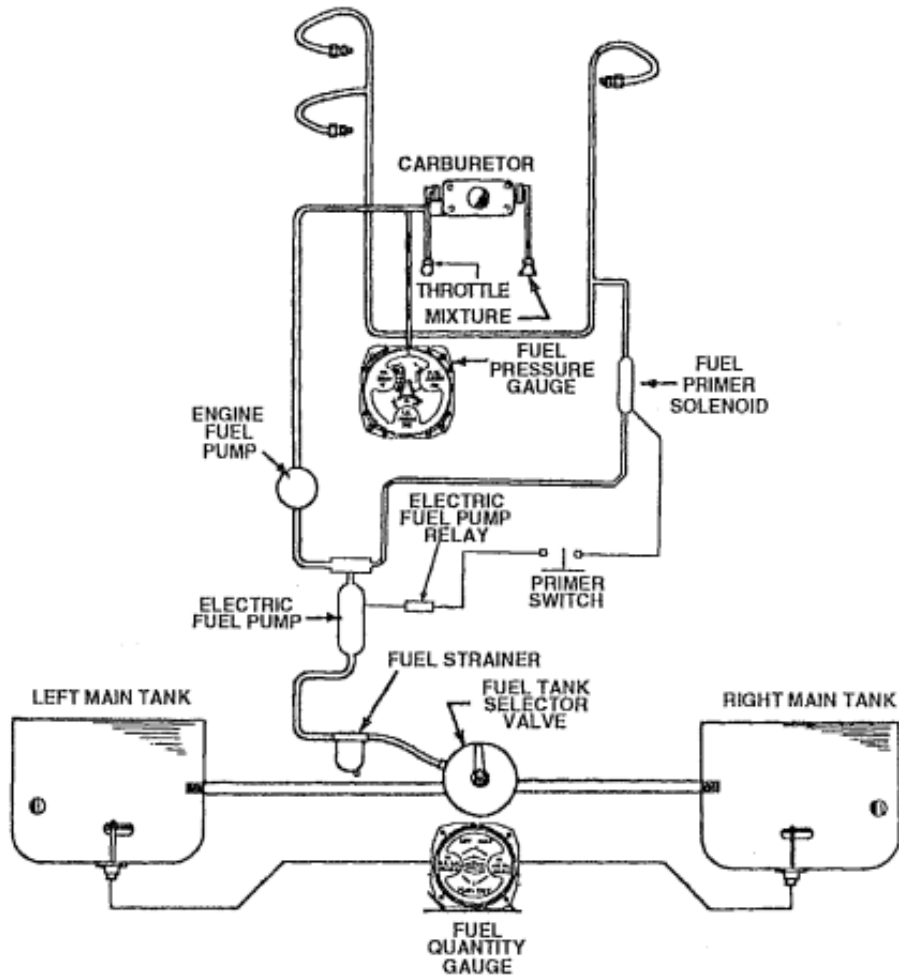 CARBURETOR
THROTTLE
MIXTURE
FUEL
PRESSURE
GAUGE
FUEL
PRIMER
SOLENOID
ENGINE
FUEL
PUMP
ELECTRIC
FUEL PUMP
RELAY
PRIMER
SWITCH
ELECTRIC
FUEL PUMP
FUEL STRAINER
LEFT MAIN TANK
FUEL TANK
SELECTOR
VALVE
RIGHT MAIN TANK
FUEL
QUANTITY
GAUGE